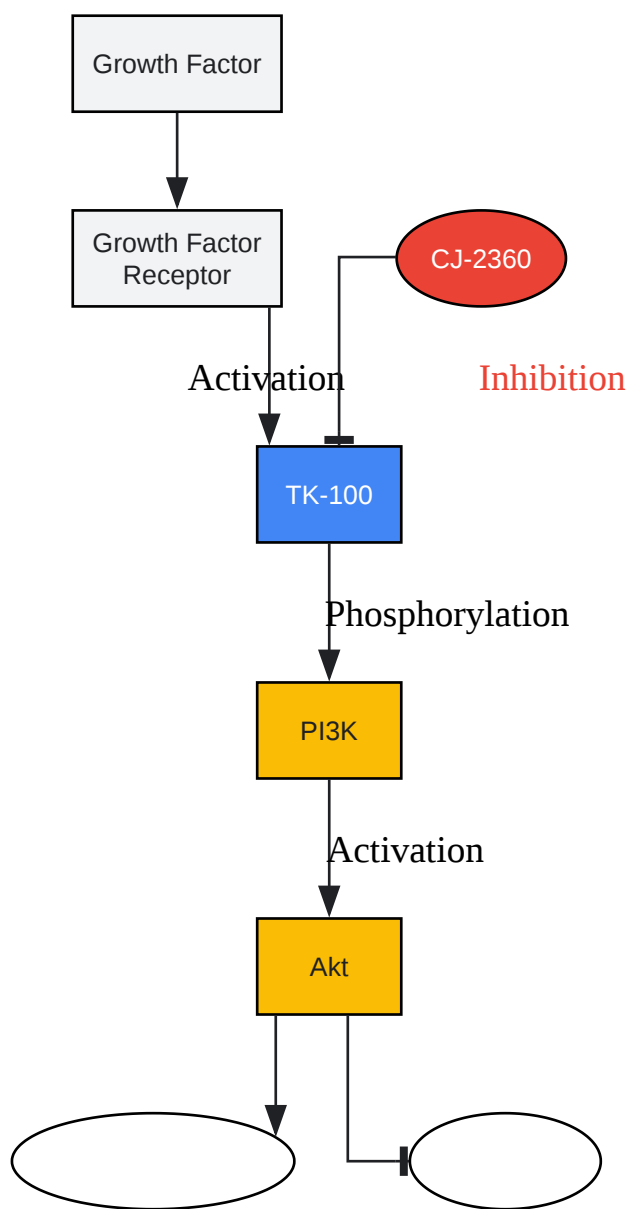 Growth Factor
Growth Factor
Receptor
CJ-2360
Activation
Inhibition
TK-100
Phosphorylation
PI3K
Activation
Akt